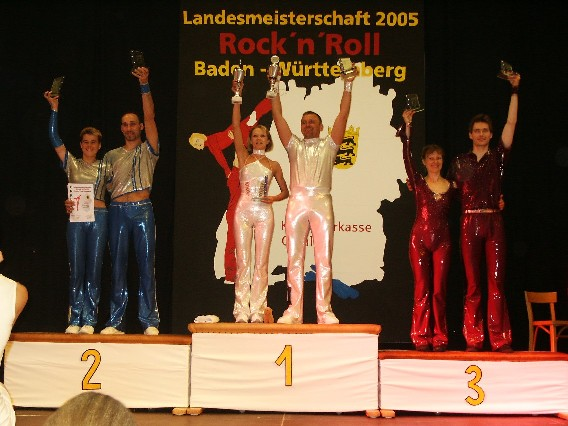 Landesmeisterschaft 2005
Rock´n´Roll
Baden - Württemberg
2
1
3